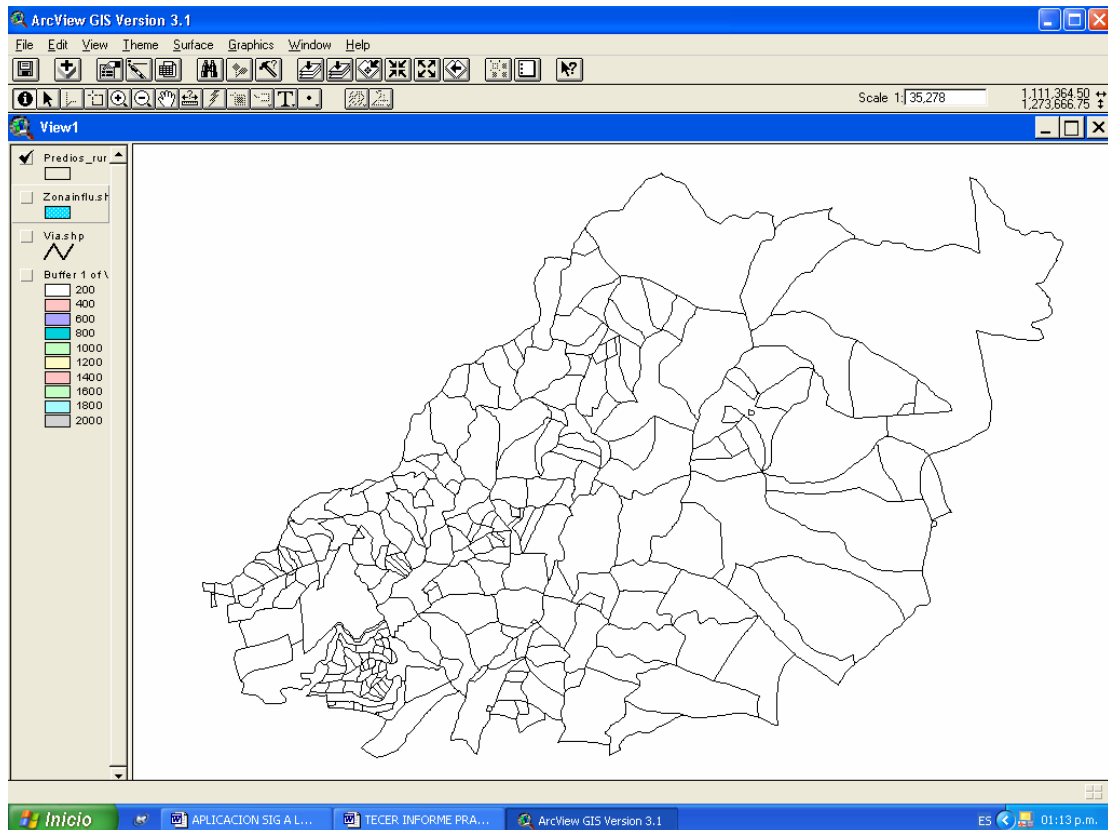 ArcView GIS Version 3.1
File Edit View Theme Surface Graphics Window Help
T
Scale 1: 35,278
1,111,364.50
1,273,666.75
View1
Predios_rur
Zonainflu.sh
Via.shp
Buffer 1 of V
200
400
600
800
1000
1200
1400
1600
1800
2000
Inicio
APLICACION SIG A L...
TECER INFORME PRA...
ArcView GIS Version 3.1
ES
01:13 p.m.